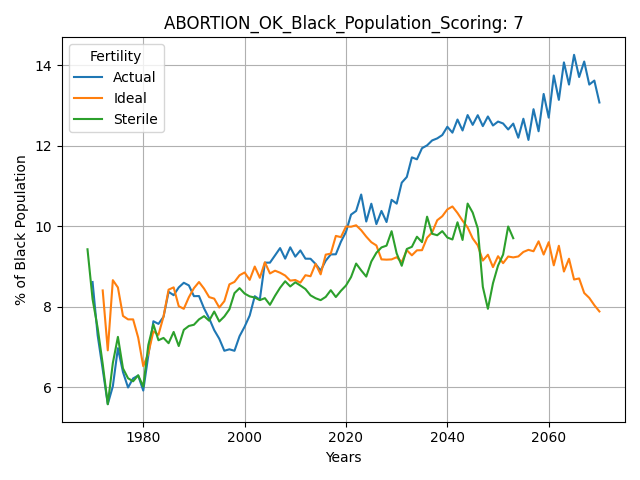 ABORTION_OK_Black_Population_Scoring: 7
Fertility
Actual
Ideal
Sterile
% of Black Population
14
12
10
8
6
1980
2000
2020
2040
2060
Years